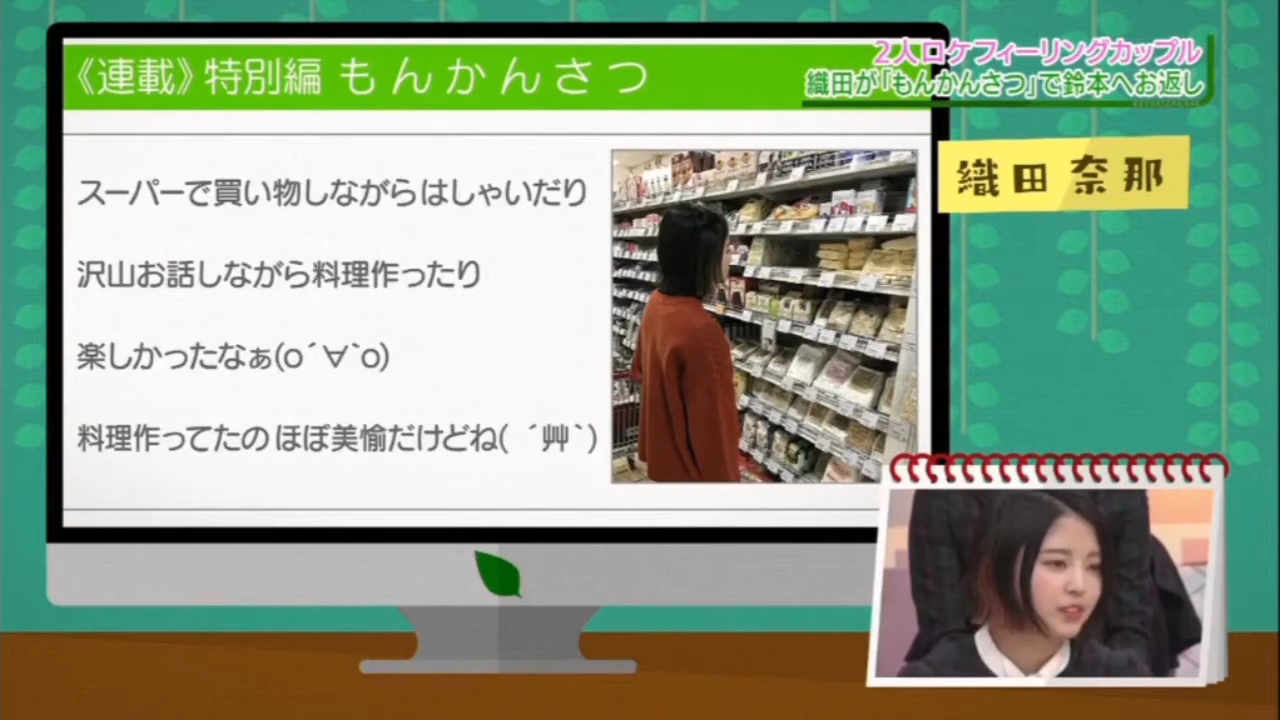 《連載》特別編 もんかんさつ
2人ロケフィーリングカップル
織田が「もんかんさつ」で鈴本へお返し
織田奈那
スーパーで買い物しながらはしゃいだり
沢山お話しながら料理作ったり
楽しかったなぁ(o´∀`o)
料理作ってたのほぼ美愉だけどね( ´艸`)